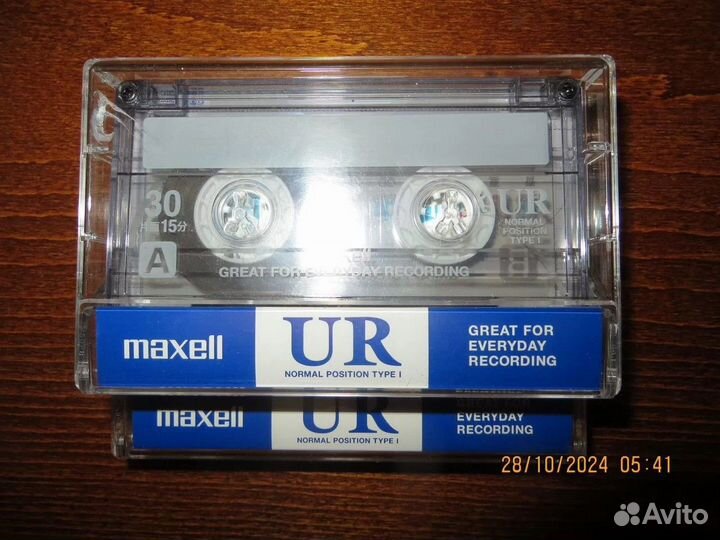 30
片面15分
A
UR
NORMAL
POSITION
TYPE I
GREAT FOR EVERYDAY RECORDING
maxell
UR
NORMAL POSITION TYPE I
GREAT FOR
EVERYDAY
RECORDING
maxell
UR
NORMAL POSITION TYPE I
EVERYDAY
RECORDING
28/10/2024 05:41
Avito